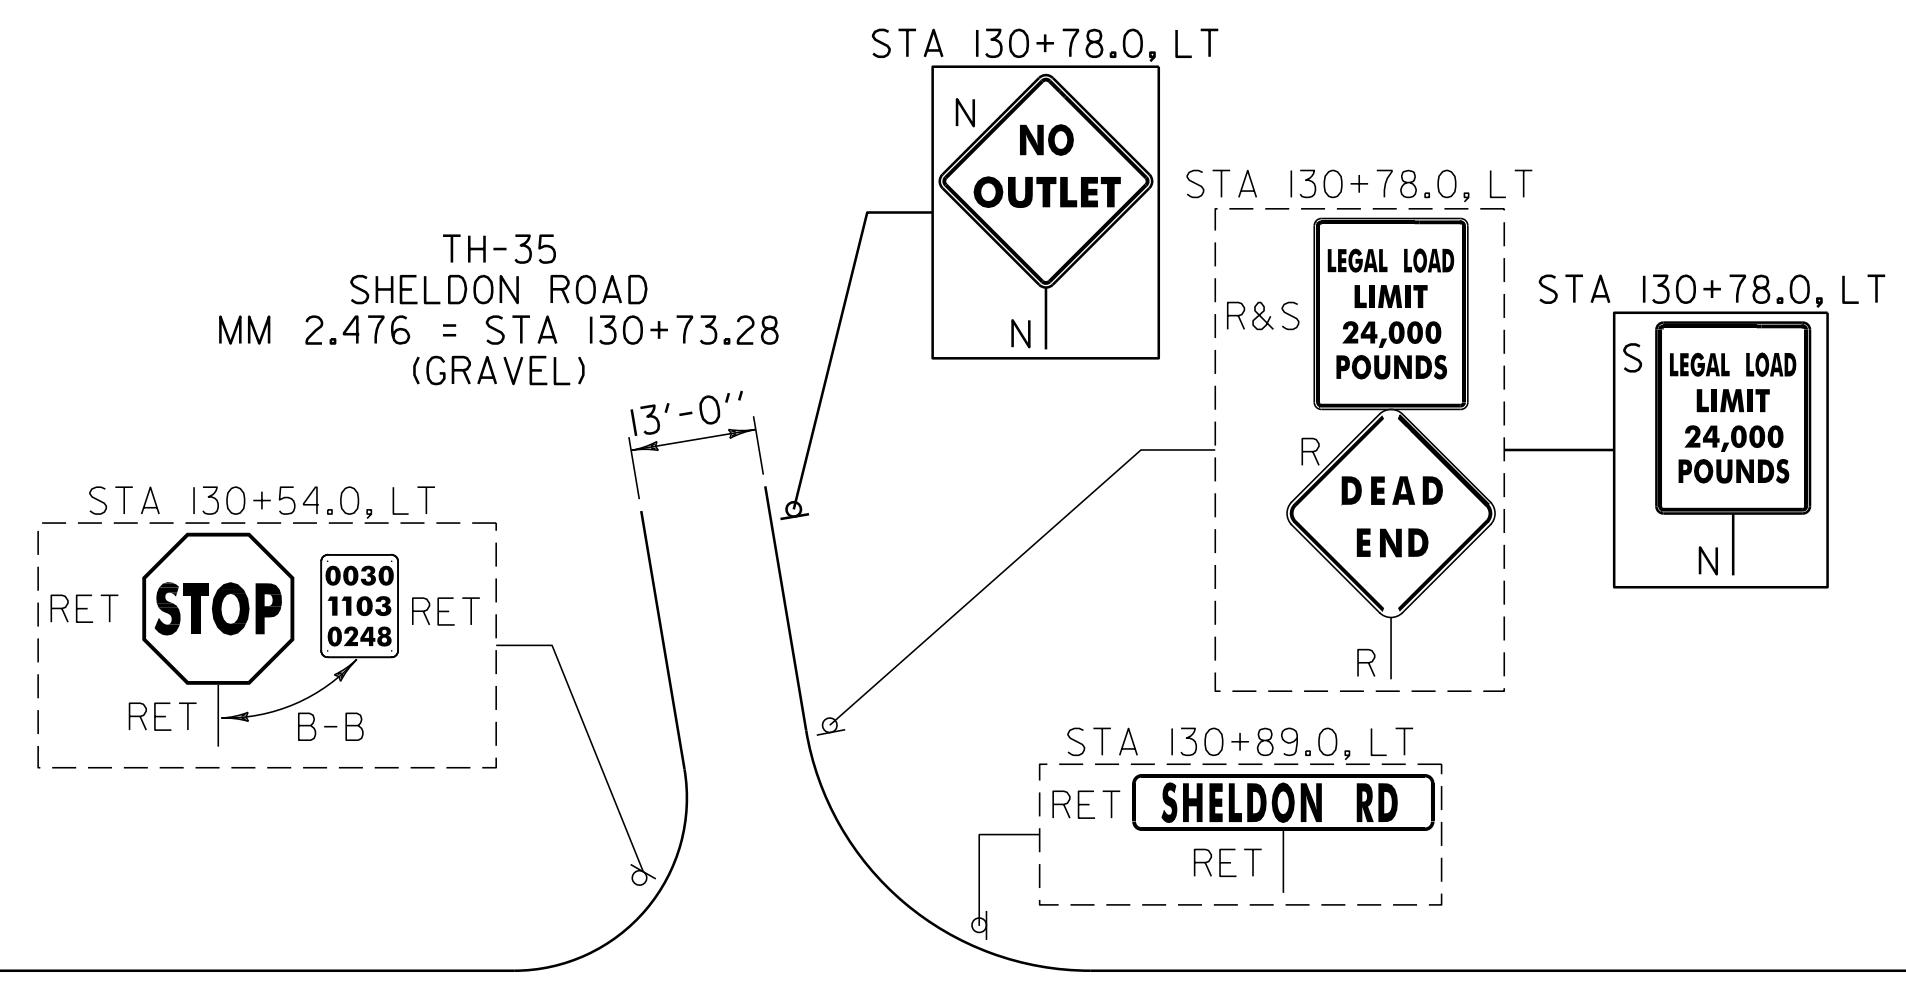 STA 130+78.0, LT
N
NO
OUTLET
N
TH-35
SHELDON ROAD
MM 2.476 = STA 130+73.28
(GRAVEL)
13'-0''
STA 130+78.0, LT
R&S
LEGAL LOAD
LIMIT
24,000
POUNDS
R
DEAD
END
R
STA 130+78.0, LT
S
LEGAL LOAD
LIMIT
24,000
POUNDS
N
STA 130+54.0, LT
RET
STOP
0030
1103
0248
RET
RET
B-B
STA 130+89.0, LT
RET
SHELDON RD
RET